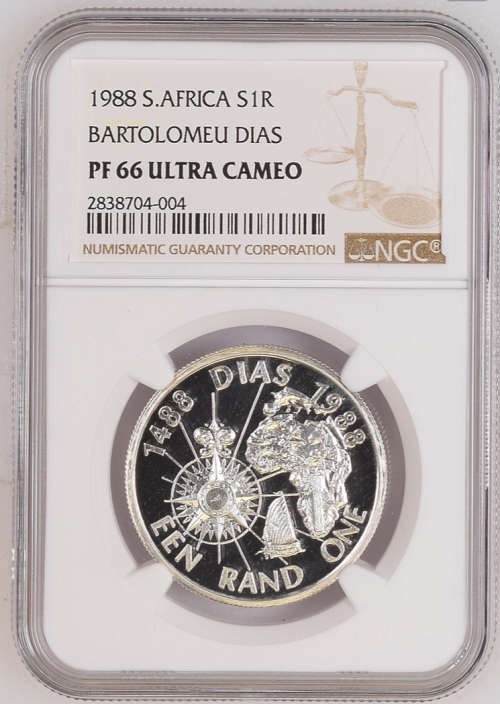 1988 S.AFRICA S1R
BARTOLOMEU DIAS
PF 66 ULTRA CAMEO
2838704-004
NUMISMATIC GUARANTY CORPORATION
NGC®
1488 DIAS 1988
EEN RAND ONE